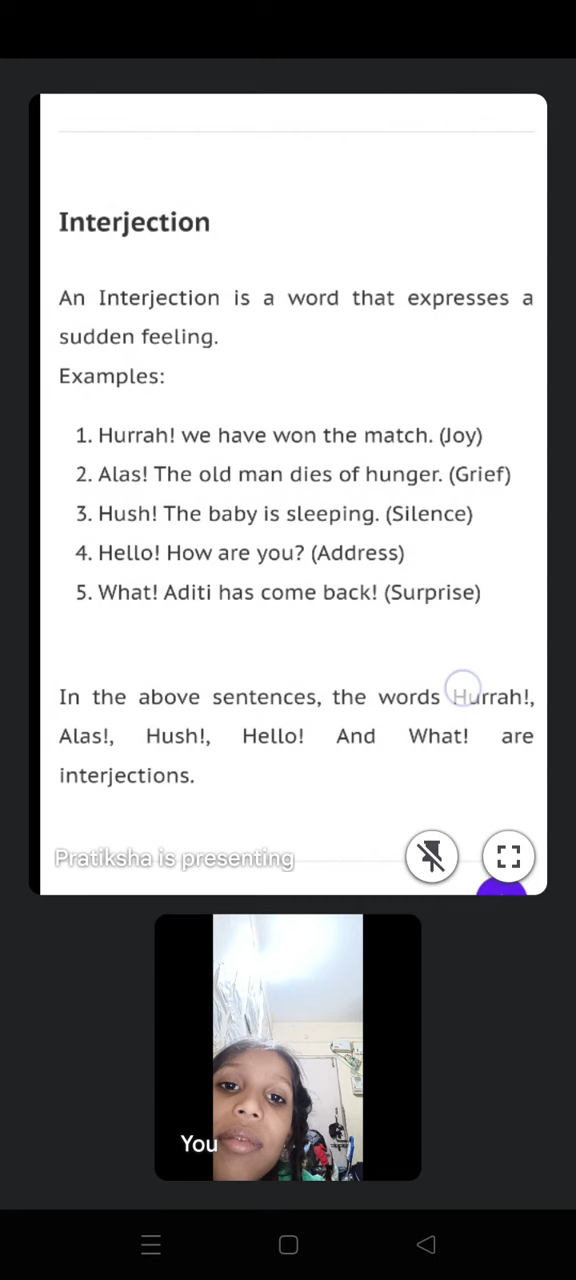 Interjection
An Interjection is a word that expresses a
sudden feeling.
Examples:
1. Hurrah! we have won the match. (Joy)
2. Alas! The old man dies of hunger. (Grief)
3. Hush! The baby is sleeping. (Silence)
4. Hello! How are you? (Address)
5. What! Aditi has come back! (Surprise)
In the above sentences, the words Hurrah!,
Alas!, Hush!, Hello! And What! are
interjections.
Pratiksha is presenting
You